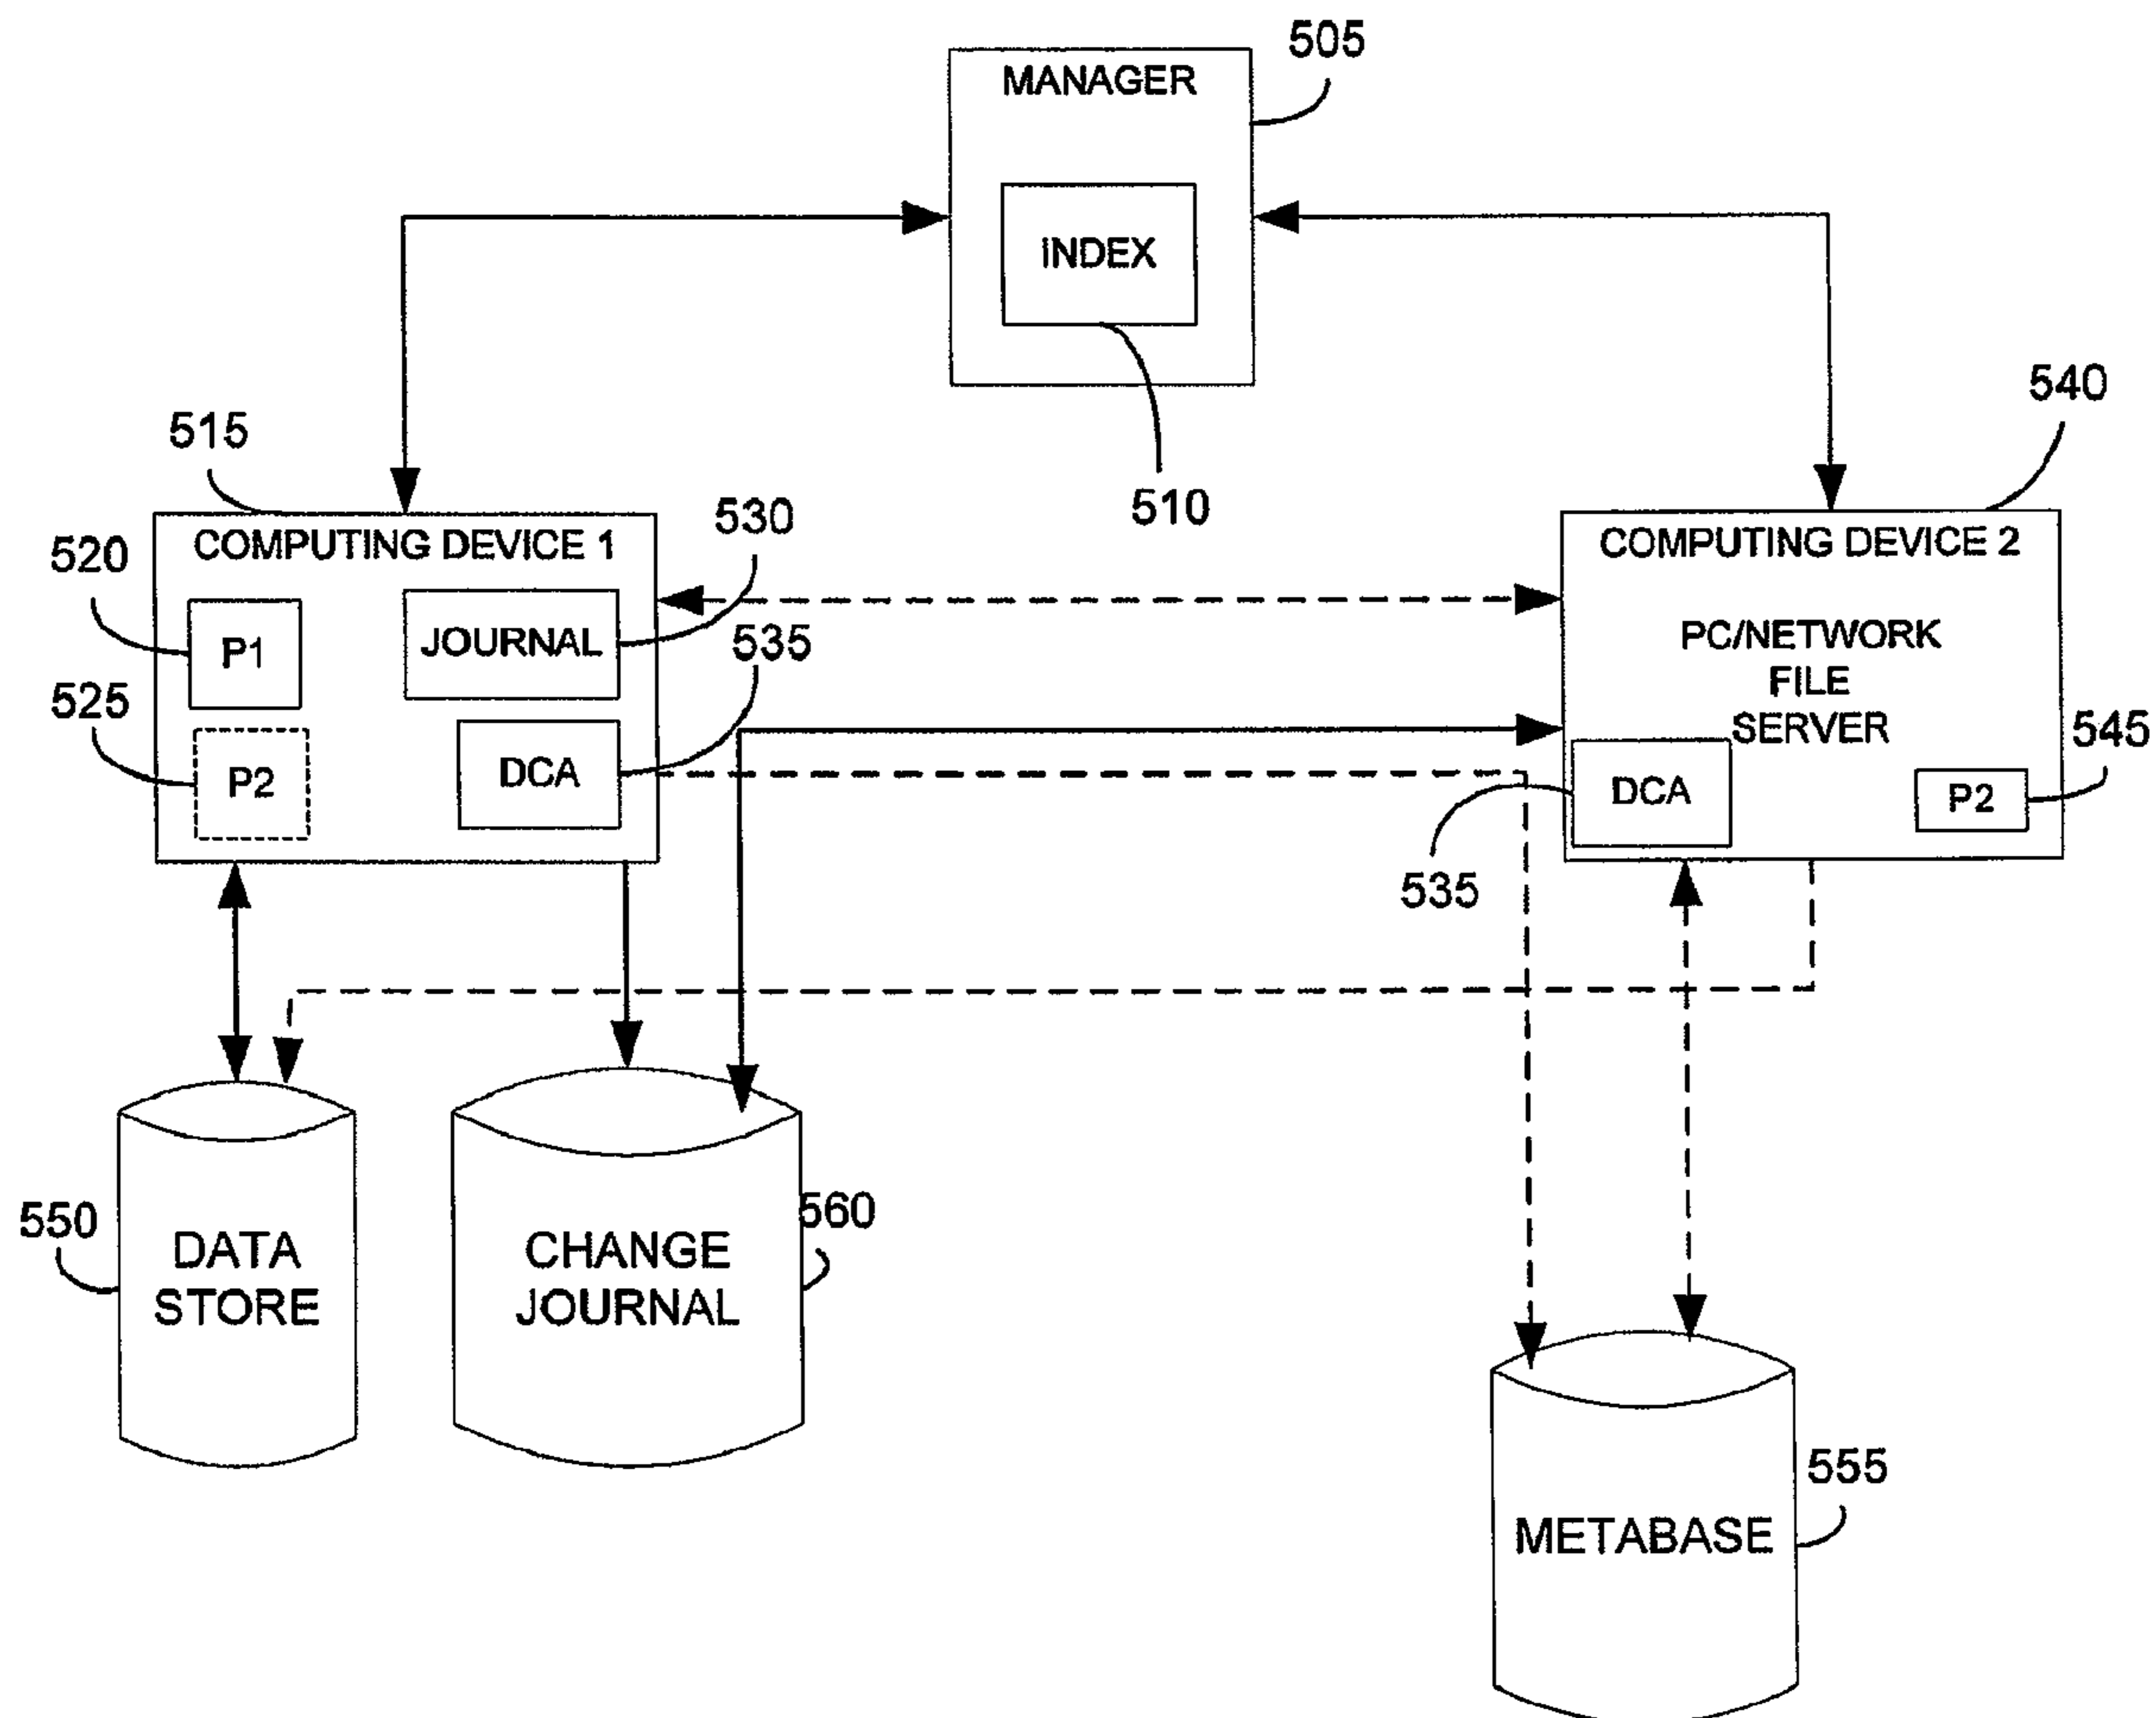 505
MANAGER
INDEX
510
540
515
COMPUTING DEVICE 1
530
520
P1
JOURNAL
535
525
P2
DCA
COMPUTING DEVICE 2
PC/NETWORK
FILE
SERVER
545
DCA
P2
535
550
DATA
STORE
560
CHANGE
JOURNAL
555
METABASE